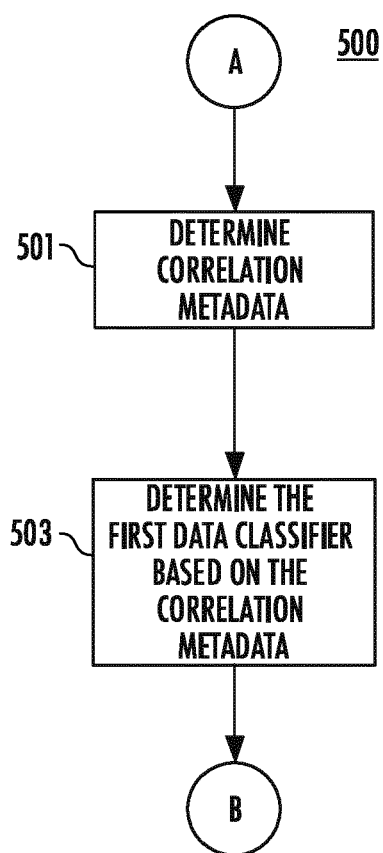 A
500
501
DETERMINE
CORRELATION
METADATA
503
DETERMINE THE
FIRST DATA CLASSIFIER
BASED ON THE
CORRELATION
METADATA
B